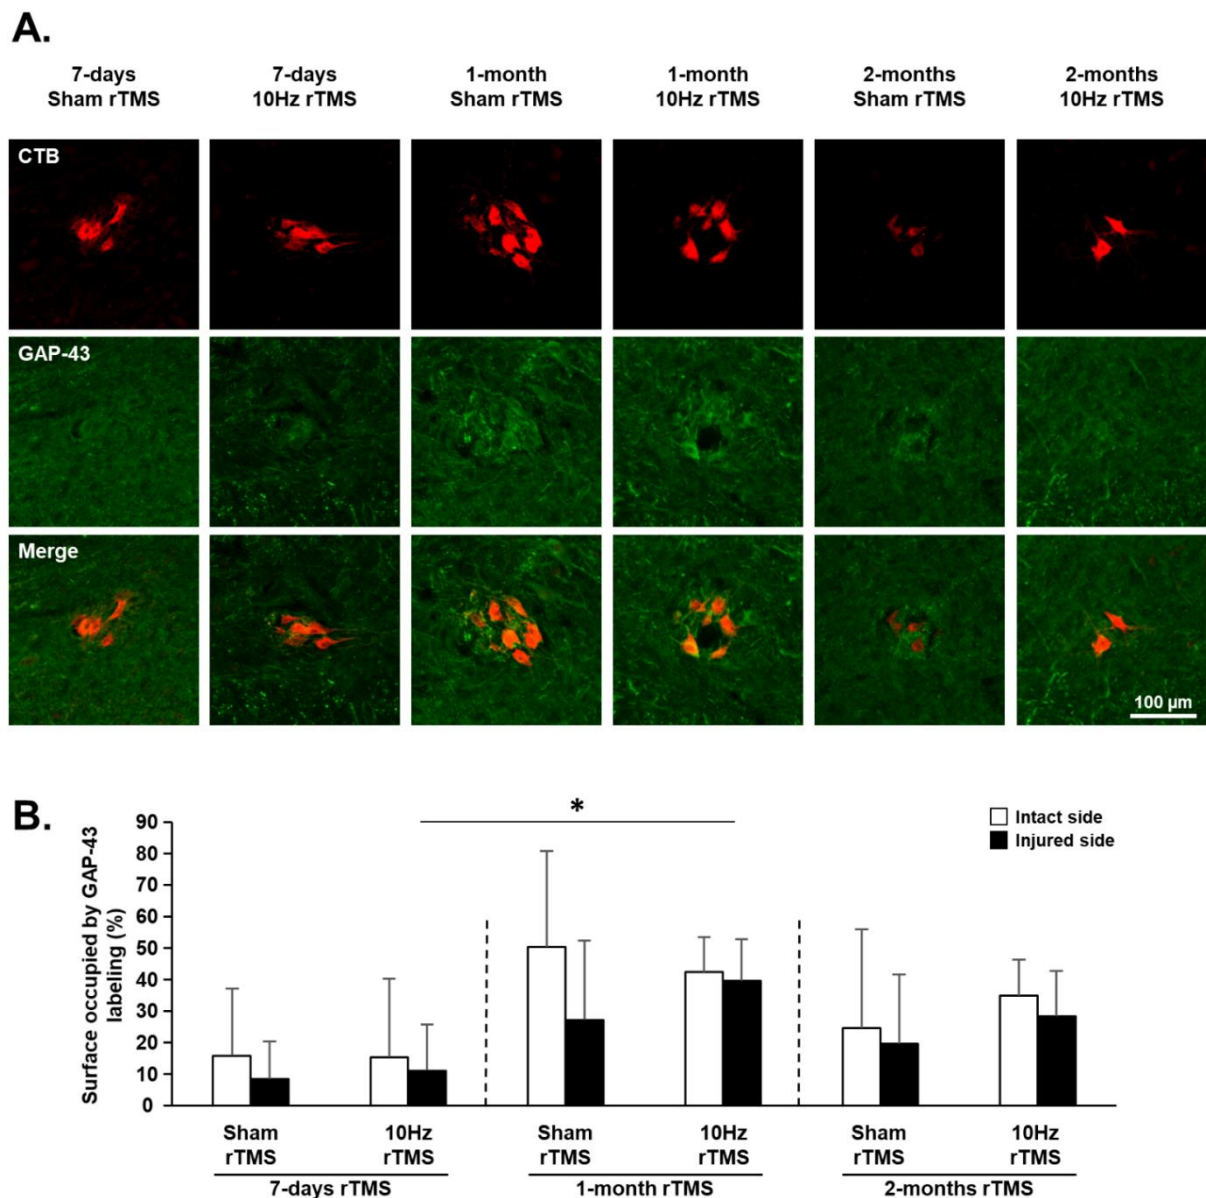 A.
7-days
Sham rTMS
7-days
10Hz rTMS
1-month
Sham rTMS
1-month
10Hz rTMS
2-months
Sham rTMS
2-months
10Hz rTMS
CTB
GAP-43
Merge
100 µm
B.
*
Intact side
Injured side
Surface occupied by GAP-43
labeling (%)
90
80
70
60
50
40
30
20
10
0
Sham
rTMS
10Hz
rTMS
Sham
rTMS
10Hz
rTMS
Sham
rTMS
10Hz
rTMS
7-days rTMS
1-month rTMS
2-months rTMS